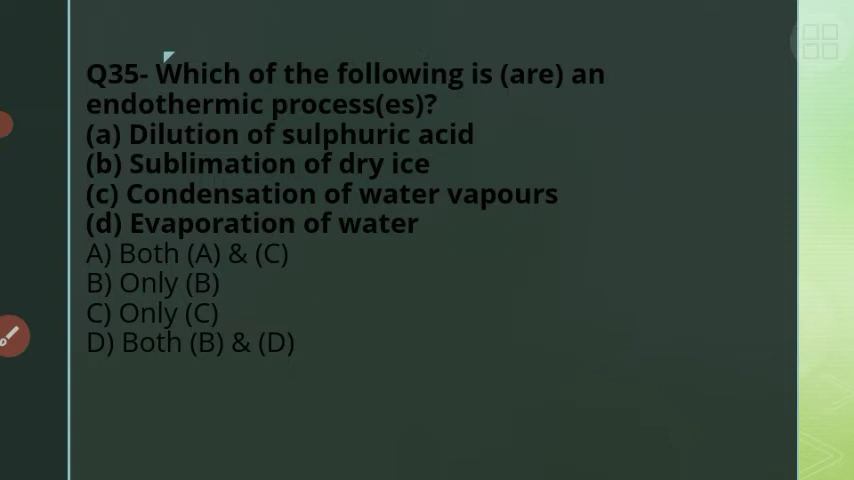 Q35- Which of the following is (are) an
endothermic process(es)?
(a) Dilution of sulphuric acid
(b) Sublimation of dry ice
(c) Condensation of water vapours
(d) Evaporation of water
A) Both (A) & (C)
B) Only (B)
C) Only (C)
D) Both (B) & (D)